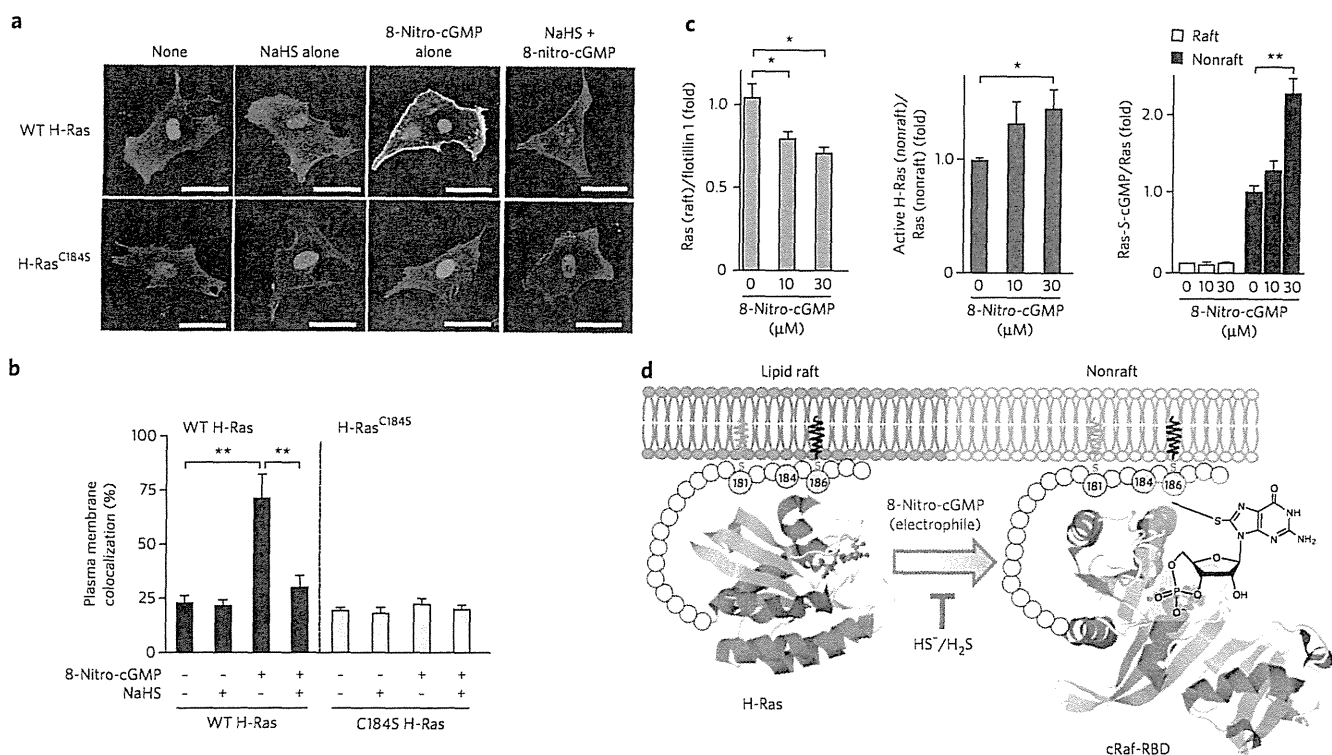 a
None
NaHS alone
8-Nitro-cGMP
alone
NaHS +
8-nitro-cGMP
WT H-Ras
H-Ras^C184S
b
WT H-Ras
H-Ras^C184S
Plasma membrane
colocalization (%)
100
75
50
25
0
**
**
8-Nitro-cGMP - - + + - - + +
NaHS - + - + - + - +
WT H-Ras
C184S H-Ras
c
Ras (raft)/flotillin 1 (fold)
1.0
0.5
0
*
*
0 10 30
8-Nitro-cGMP
(μM)
Active H-Ras (nonraft)/
Ras (nonraft) (fold)
1.0
0
*
0 10 30
8-Nitro-cGMP
(μM)
Raft
Nonraft
Ras-S-cGMP/Ras (fold)
2.0
1.0
0
**
0 10 30 0 10 30
8-Nitro-cGMP
(μM)
d
Lipid raft
Nonraft
S
181
184
S
186
H-Ras
8-Nitro-cGMP
(electrophile)
HS⁻/H₂S
S
181
184
S
186
S
N
N
O
NH
N
NH₂
O
O
O
P
O
O
OH
cRaf-RBD